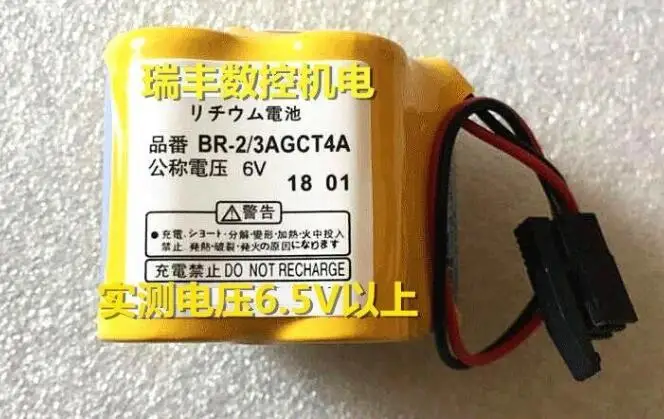 瑞丰数控机电
リチウム電池
品番 BR-2/3AGCT4A
公称電圧 6V
18 01
⚠警告
●充電、ショート・分解・変形・加熱・火中投入
禁止 発熱・破裂・発火の原因になります
充電禁止 DO NOT RECHARGE
实测电压6.5V以上